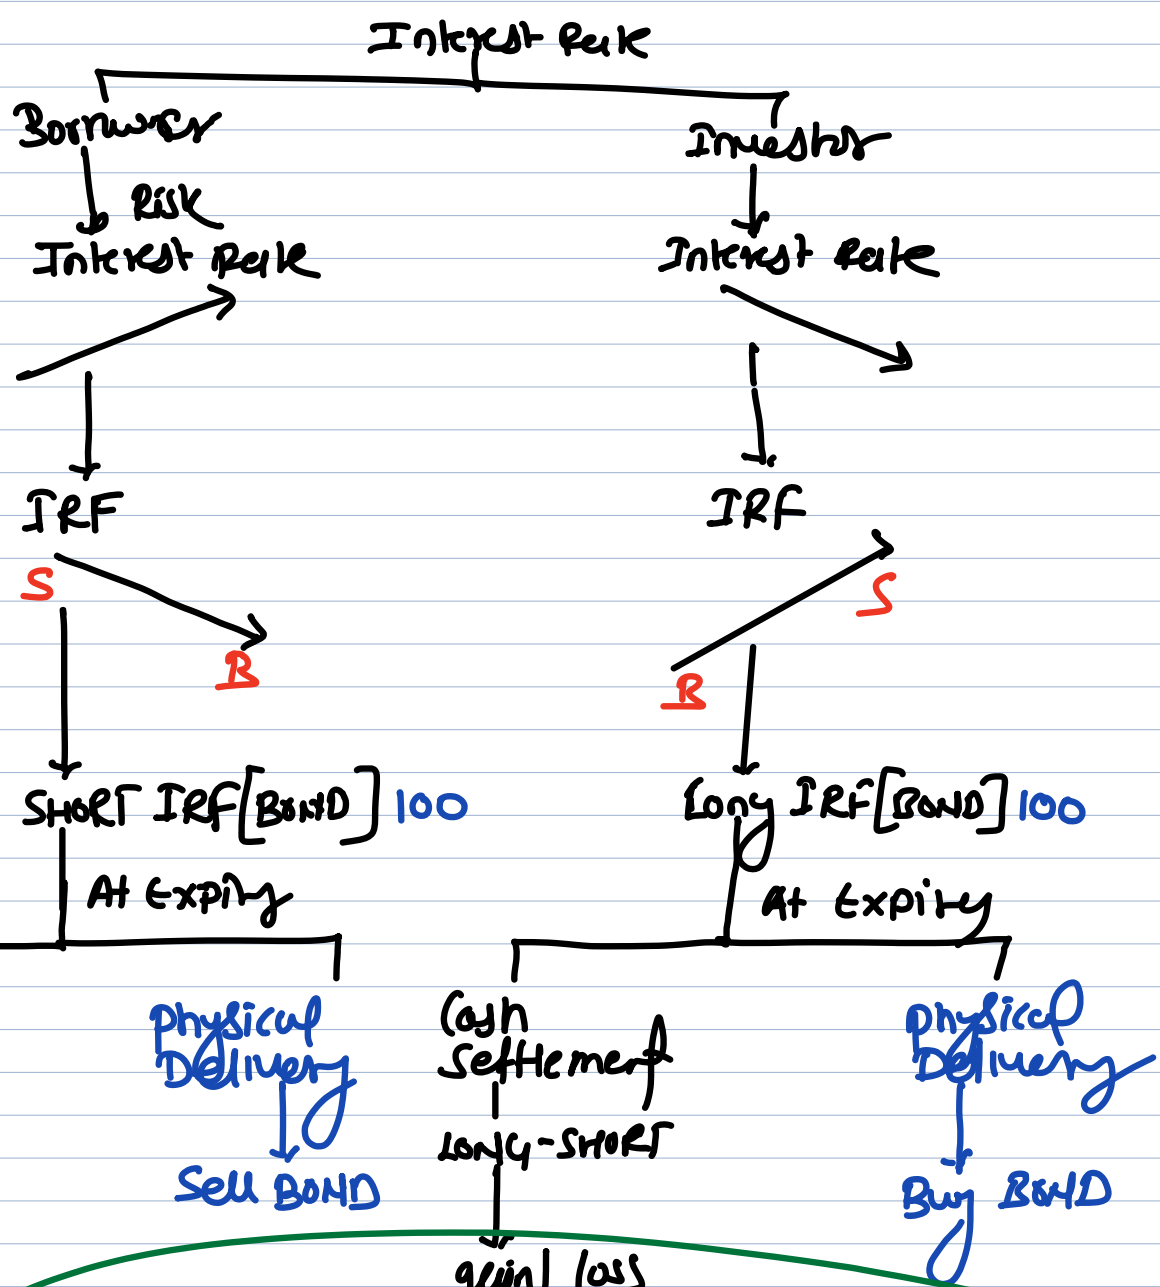 Interest Rate
Borrower
Investor
Risk
Interest Rate
Interest Rate
IRF
IRF
S
B
S
B
SHORT IRF[BOND] 100
Long IRF[BOND] 100
At Expiry
At Expiry
Physical
Delivery
Sell BOND
Cash
Settlement
LONG-SHORT
gain/loss
Physical
Delivery
Buy BOND